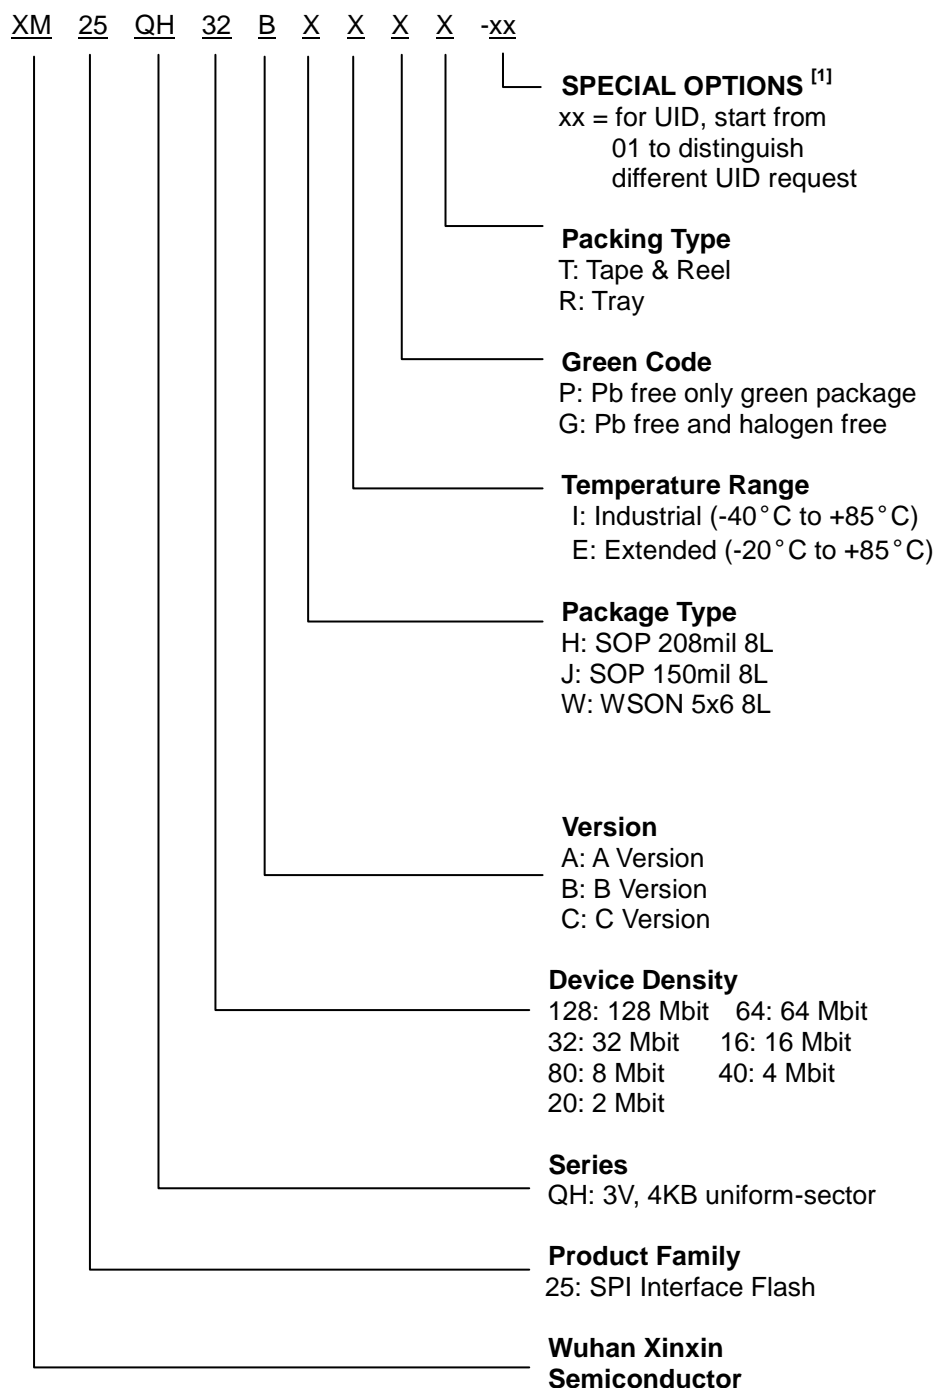 XM 25 QH 32 B X X X X -xx
SPECIAL OPTIONS [1]
xx = for UID, start from
01 to distinguish
different UID request
Packing Type
T: Tape & Reel
R: Tray
Green Code
P: Pb free only green package
G: Pb free and halogen free
Temperature Range
I: Industrial (-40°C to +85°C)
E: Extended (-20°C to +85°C)
Package Type
H: SOP 208mil 8L
J: SOP 150mil 8L
W: WSON 5x6 8L
Version
A: A Version
B: B Version
C: C Version
Device Density
128: 128 Mbit 64: 64 Mbit
32: 32 Mbit 16: 16 Mbit
80: 8 Mbit 40: 4 Mbit
20: 2 Mbit
Series
QH: 3V, 4KB uniform-sector
Product Family
25: SPI Interface Flash
Wuhan Xinxin
Semiconductor